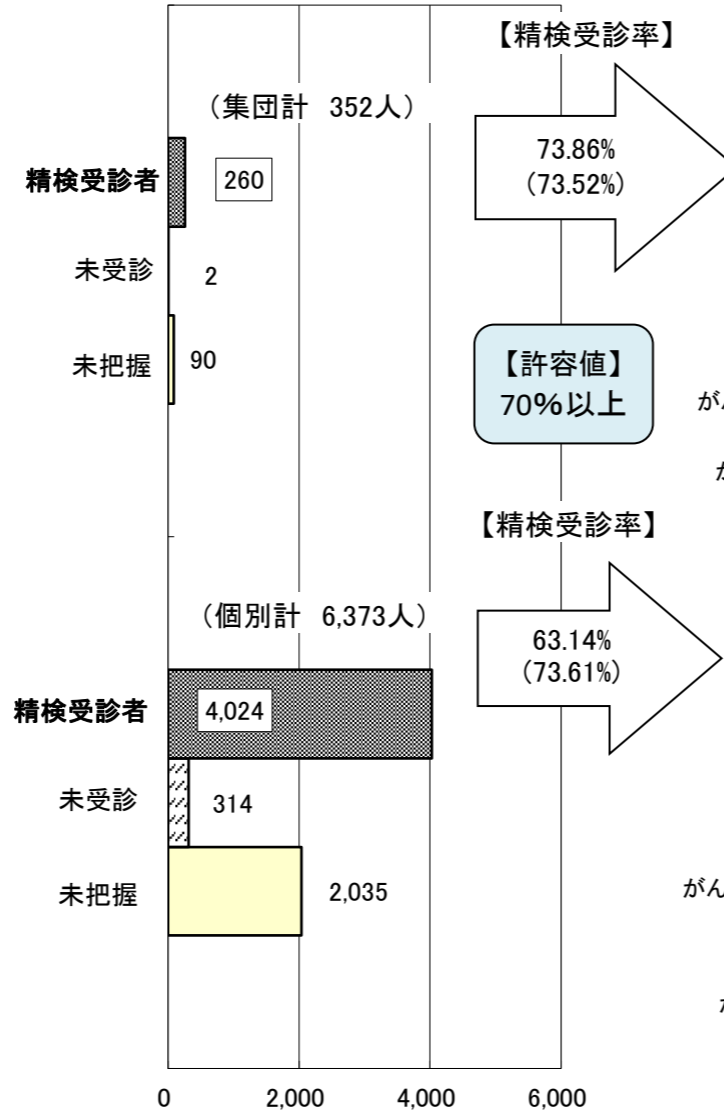 【精検受診率】
(集団計 352人)
73.86%
(73.52%)
精検受診者
260
未受診
2
未把握
90
【許容値】
70%以上
がん
【精検受診率】
(個別計 6,373人)
63.14%
(73.61%)
精検受診者
4,024
未受診
314
未把握
2,035
がん
0
2,000
4,000
6,000